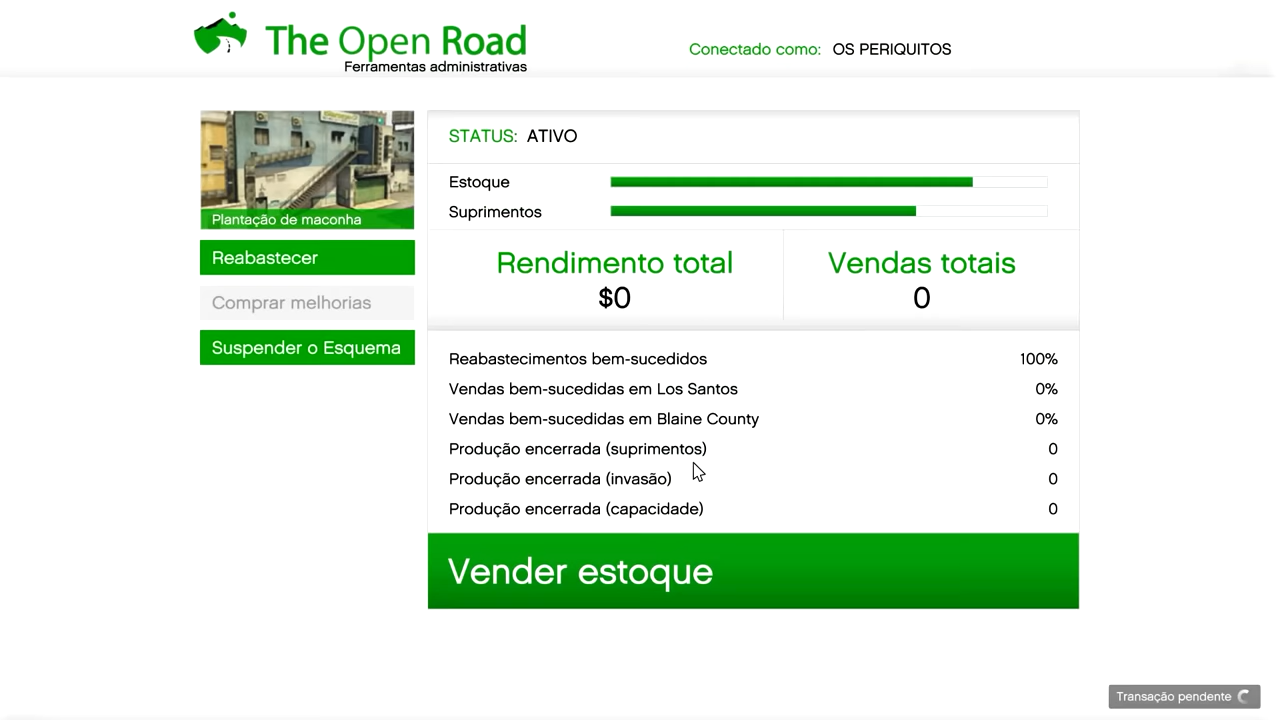 The Open Road
Ferramentas administrativas
Conectado como: OS PERIQUITOS
Plantação de maconha
Reabastecer
Comprar melhorias
Suspender o Esquema
STATUS: ATIVO
Estoque
Suprimentos
Rendimento total
$0
Vendas totais
0
Reabastecimentos bem-sucedidos 100%
Vendas bem-sucedidas em Los Santos 0%
Vendas bem-sucedidas em Blaine County 0%
Produção encerrada (suprimentos) 0
Produção encerrada (invasão) 0
Produção encerrada (capacidade) 0
Vender estoque
Transação pendente